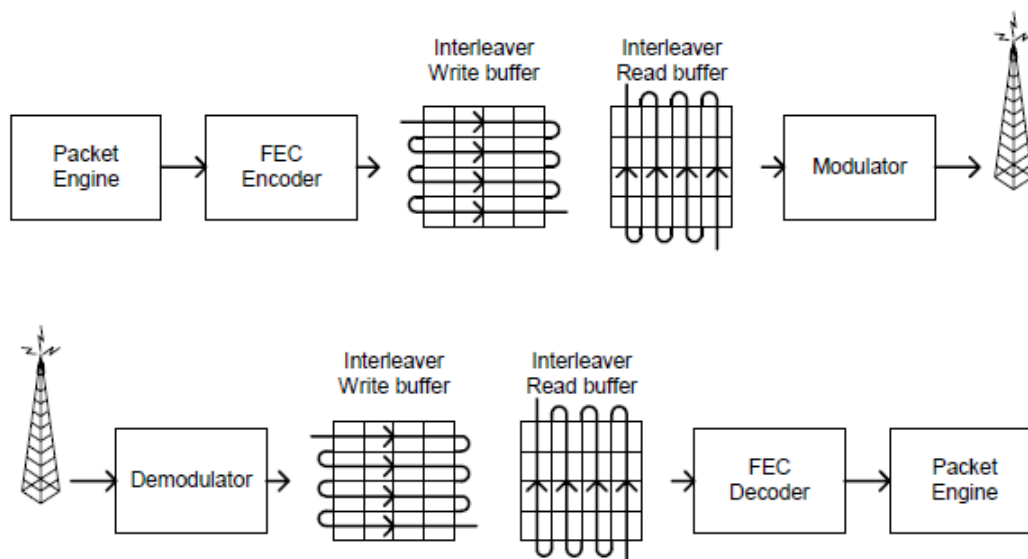 Interleaver
Write buffer
Interleaver
Read buffer
Packet
Engine
FEC
Encoder
Modulator
Interleaver
Write buffer
Interleaver
Read buffer
Demodulator
FEC
Decoder
Packet
Engine